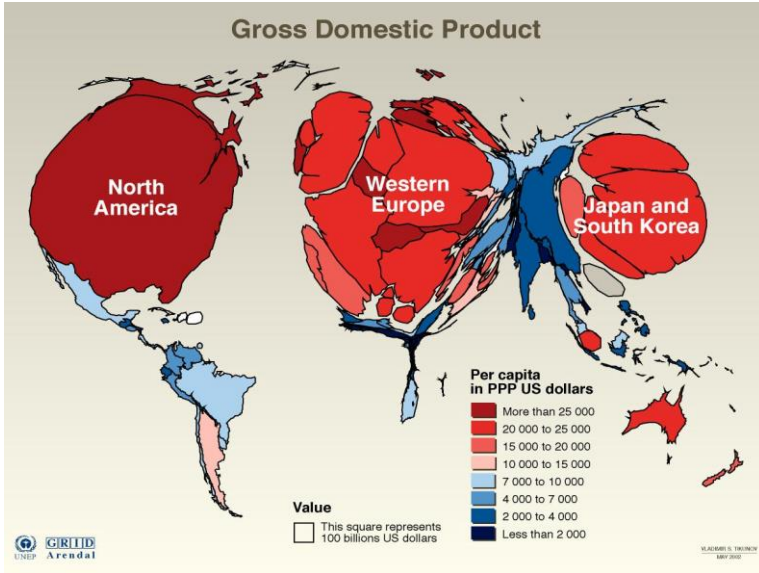 Gross Domestic Product
North
America
Western
Europe
Japan and
South Korea
Per capita
in PPP US dollars
More than 25 000
20 000 to 25 000
15 000 to 20 000
10 000 to 15 000
7 000 to 10 000
4 000 to 7 000
2 000 to 4 000
Less than 2 000
Value
This square represents
100 billions US dollars
UNEP
GRID
Arendal
MAY 2002